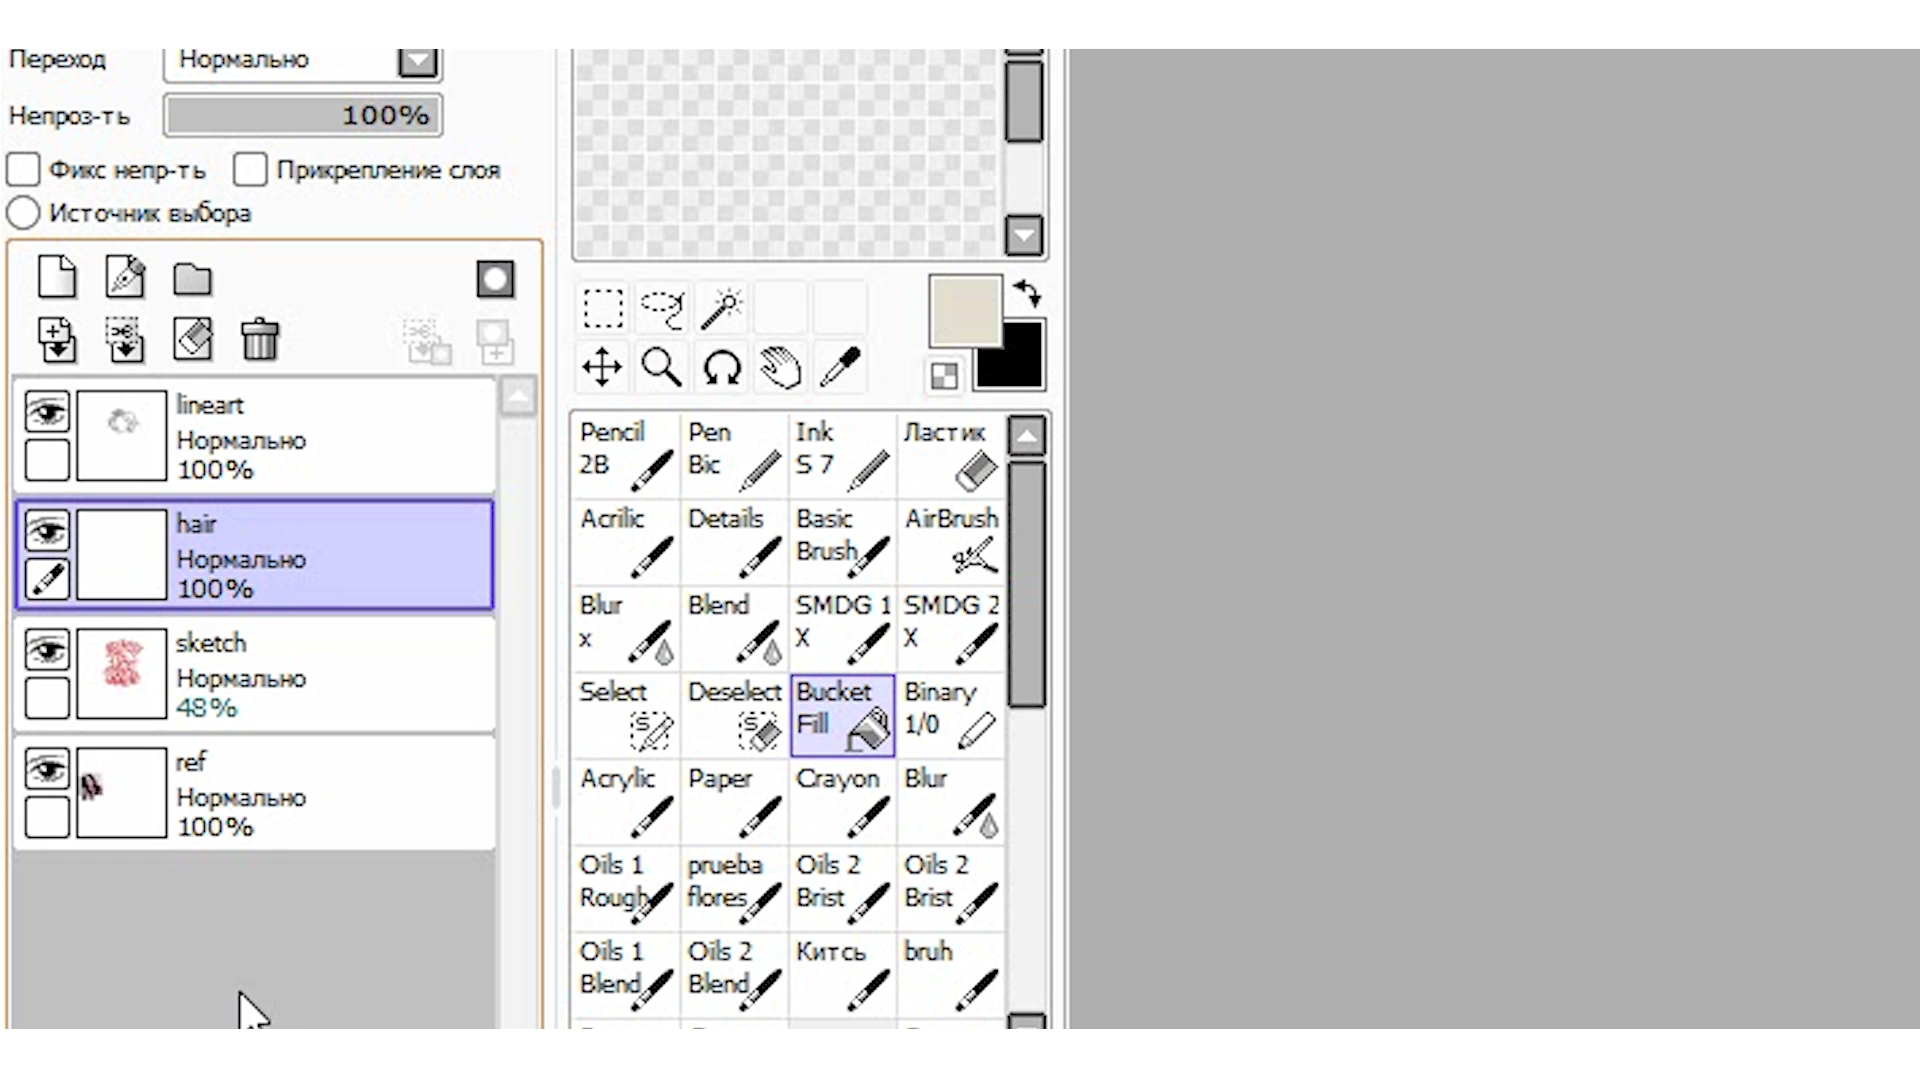 Переход
Нормально
Непроз-ть
100%
Фикс непр-ть
Прикрепление слоя
Источник выбора
lineart
Нормально
100%
hair
Нормально
100%
sketch
Нормально
48%
ref
Нормально
100%
Pencil
2B
Pen
Bic
Ink
S 7
Ластик
Acrilic
Details
Basic
Brush
AirBrush
Blur
x
Blend
SMDG 1
X
SMDG 2
X
Select
Deselect
Bucket
Fill
Binary
1/0
Acrylic
Paper
Crayon
Blur
Oils 1
Rough
prueba
flores
Oils 2
Brist
Oils 2
Brist
Oils 1
Blend
Oils 2
Blend
Китсь
bruh